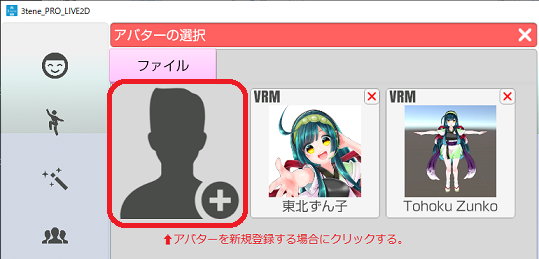 3tene_PRO_LIVE2D
アバターの選択
ファイル
VRM
東北ずん子
VRM
Tohoku Zunko
⬆アバターを新規登録する場合にクリックする。